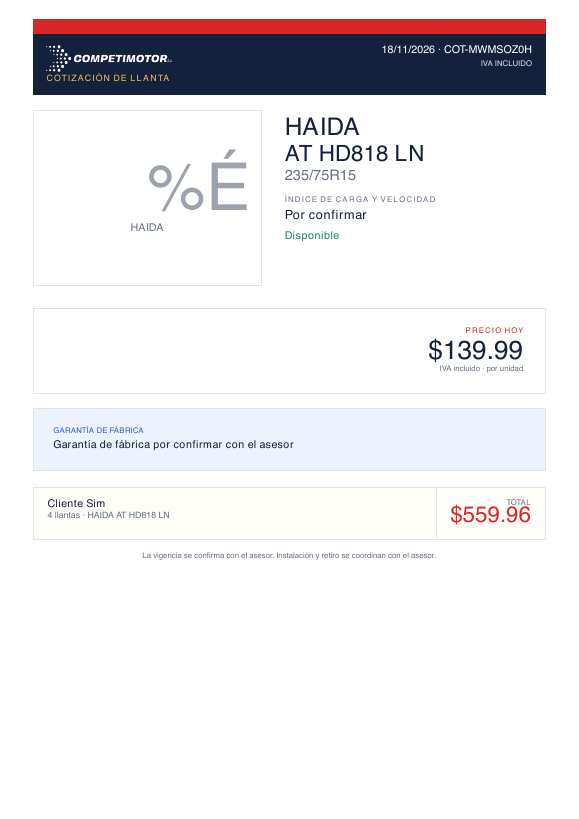 COMPETIMOTOR
COTIZACIÓN DE LLANTA
18/11/2026 · COT-MWMSOZ0H
IVA INCLUIDO
%É
HAIDA
HAIDA
AT HD818 LN
235/75R15
ÍNDICE DE CARGA Y VELOCIDAD
Por confirmar
Disponible
PRECIO HOY
$139.99
IVA incluido · por unidad
GARANTÍA DE FÁBRICA
Garantía de fábrica por confirmar con el asesor
Cliente Sim
4 llantas · HAIDA AT HD818 LN
TOTAL
$559.96
La vigencia se confirma con el asesor. Instalación y retiro se coordinan con el asesor.